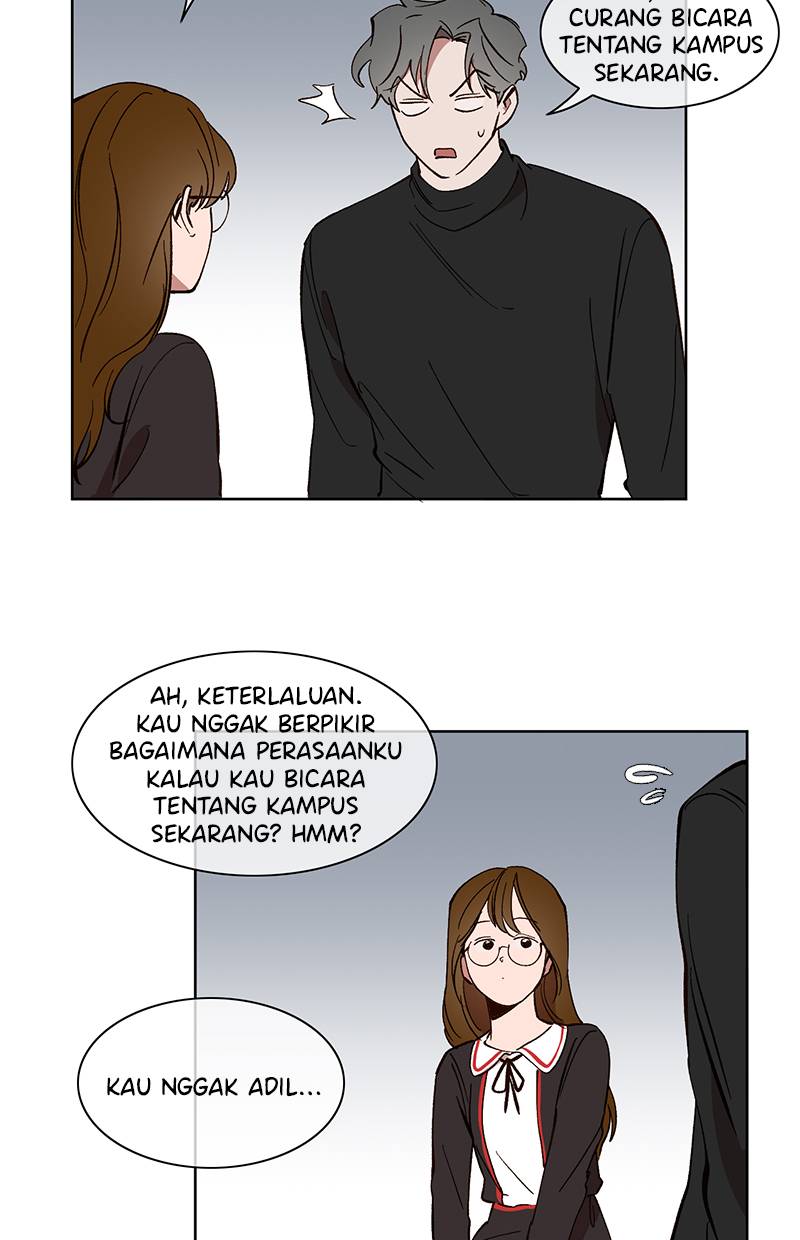 CURANG BICARA
TENTANG KAMPUS
SEKARANG.
AH, KETERLALUAN.
KAU NGGAK BERPIKIR
BAGAIMANA PERASAANKU
KALAU KAU BICARA
TENTANG KAMPUS
SEKARANG? HMM?
KAU NGGAK ADIL...